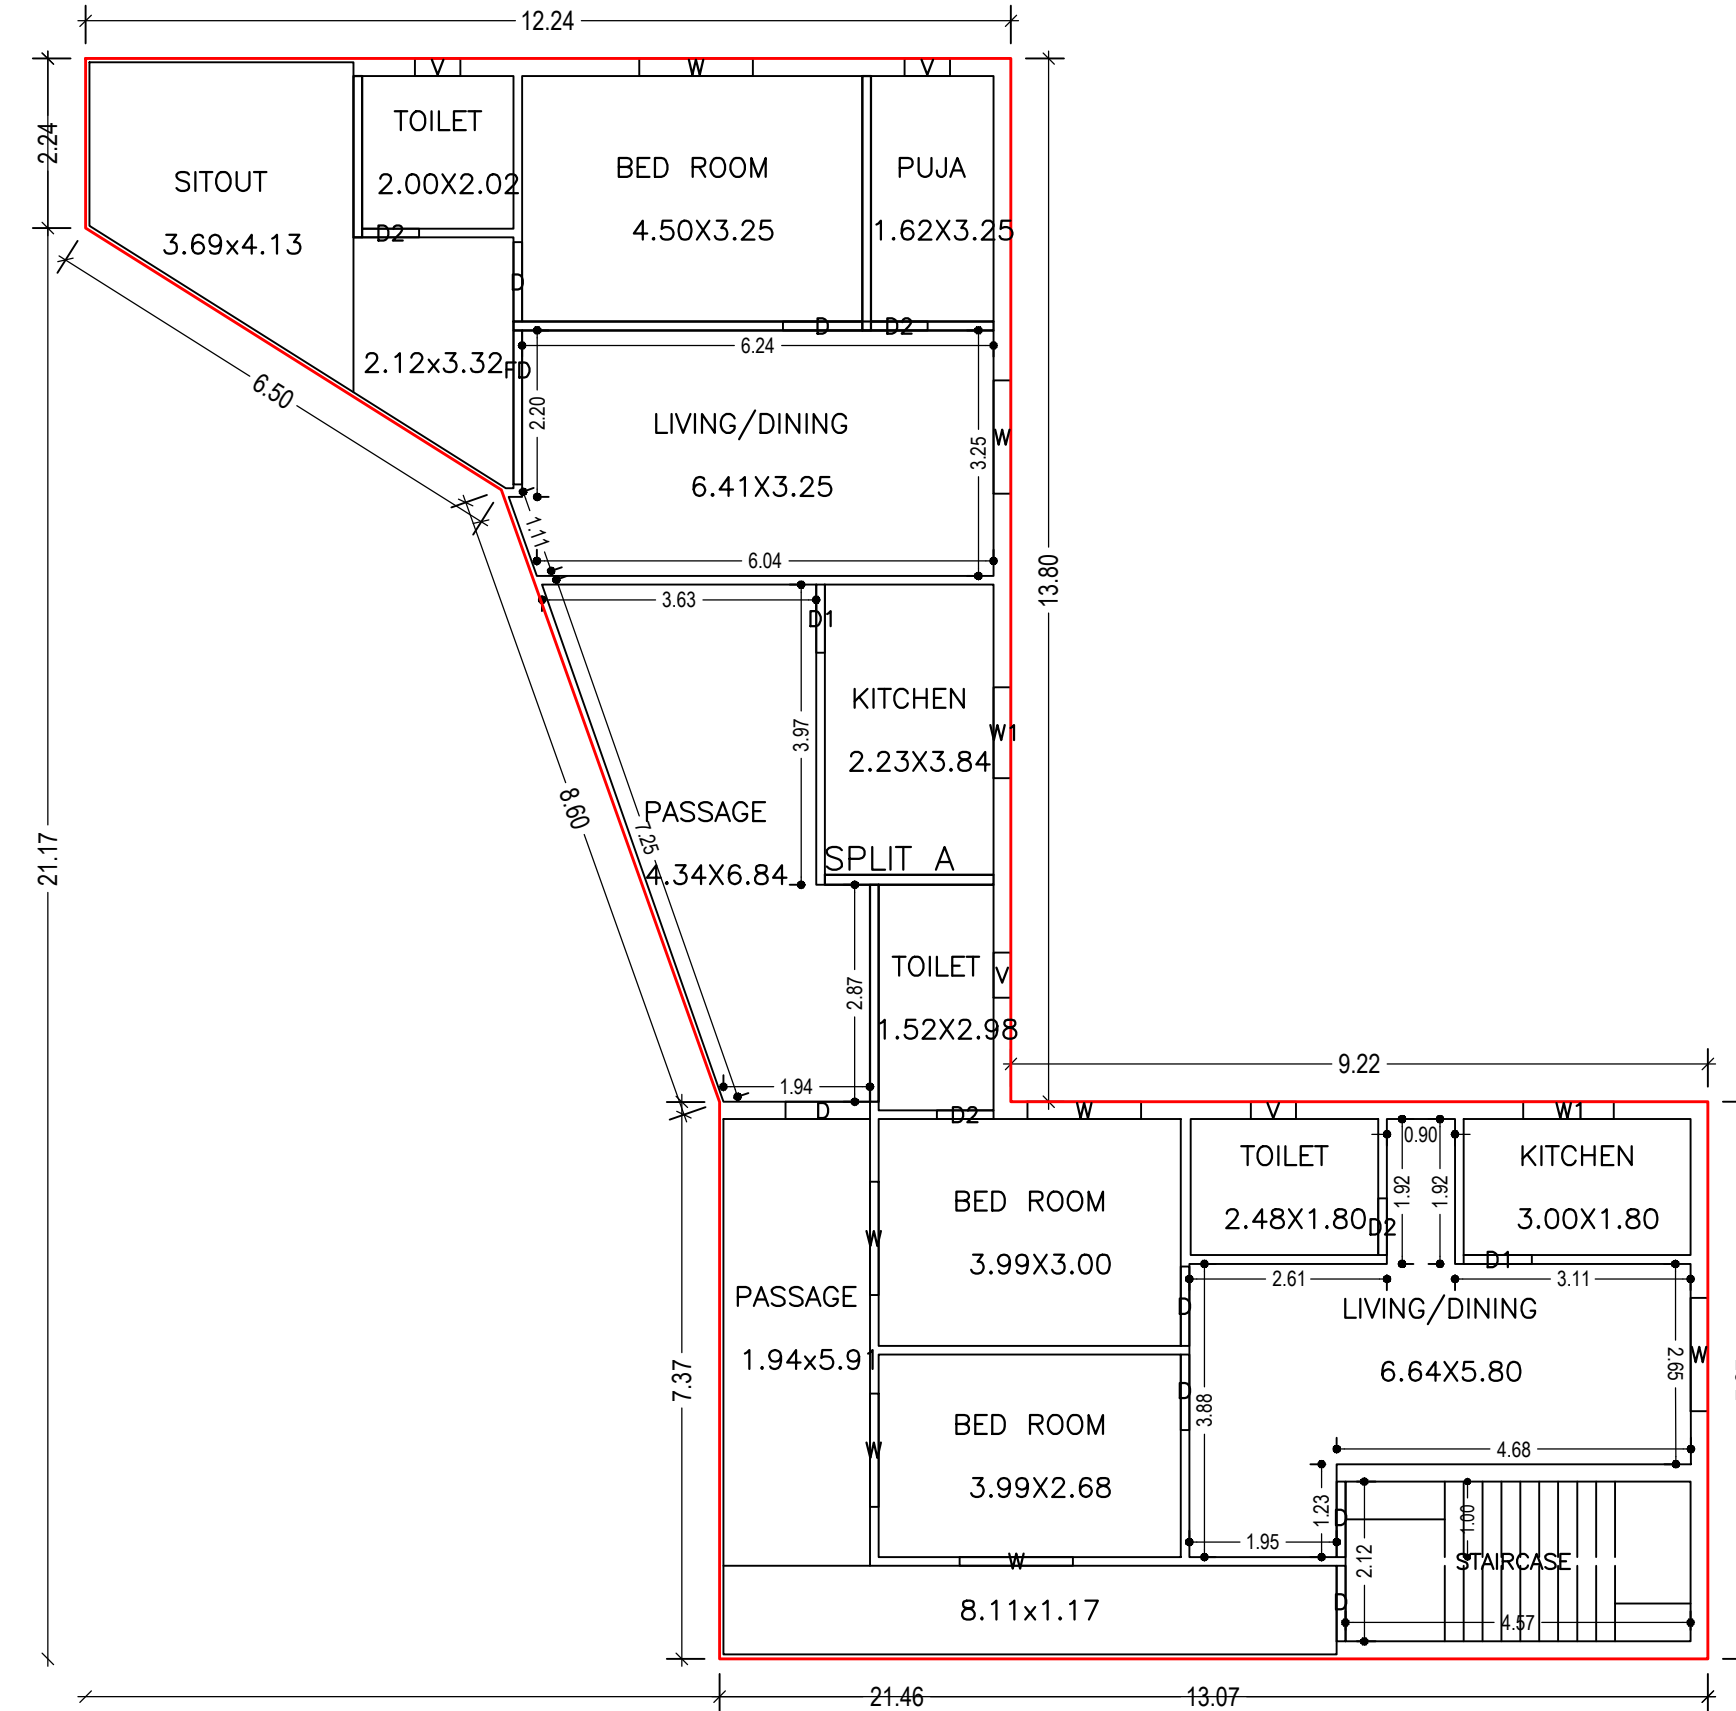 12.24
V
W
V
2.24
TOILET
2.00X2.02
BED ROOM
4.50X3.25
PUJA
1.62X3.25
SITOUT
3.69x4.13
D2
D
D
D2
6.24
2.12x3.32
FD
6.50
2.20
LIVING/DINING
6.41X3.25
3.25
W
1.11
6.04
13.80
3.63
D1
KITCHEN
2.23X3.84
W1
3.97
8.60
7.25
PASSAGE
4.34X6.84
SPLIT A
21.17
TOILET
1.52X2.98
V
2.87
1.94
9.22
D
D2
W
V
W1
0.90
TOILET
2.48X1.80
D2
1.92
1.92
KITCHEN
3.00X1.80
D1
BED ROOM
3.99X3.00
W
2.61
3.11
D
LIVING/DINING
6.64X5.80
PASSAGE
1.94x5.91
7.37
2.65
W
D
3.88
BED ROOM
3.99X2.68
W
4.68
1.23
1.00
D
1.95
2.12
STAIRCASE
W
8.11x1.17
D
4.57
21.46
13.07